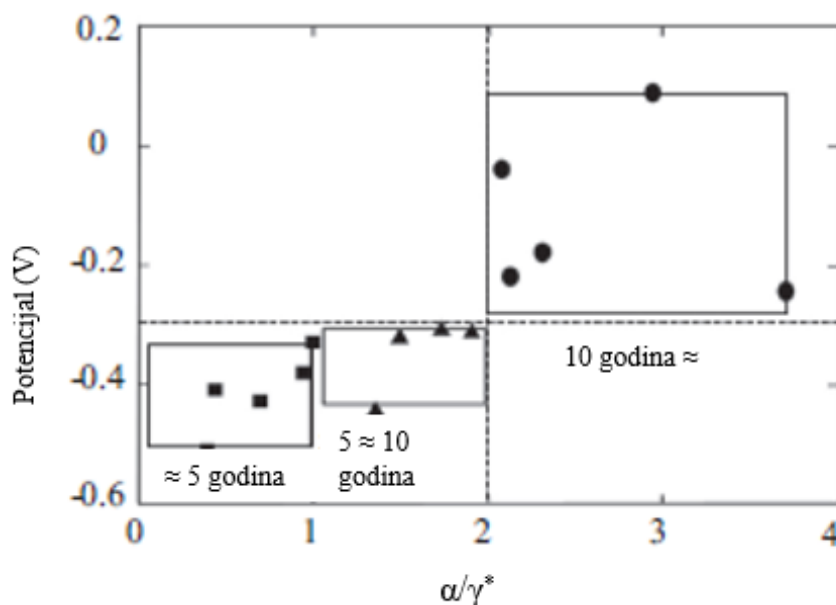 0.2
0
-0.2
-0.4
-0.6
Potencijal (V)
10 godina ≈
5 ≈ 10
godina
≈ 5 godina
0 1 2 3 4
α/γ*